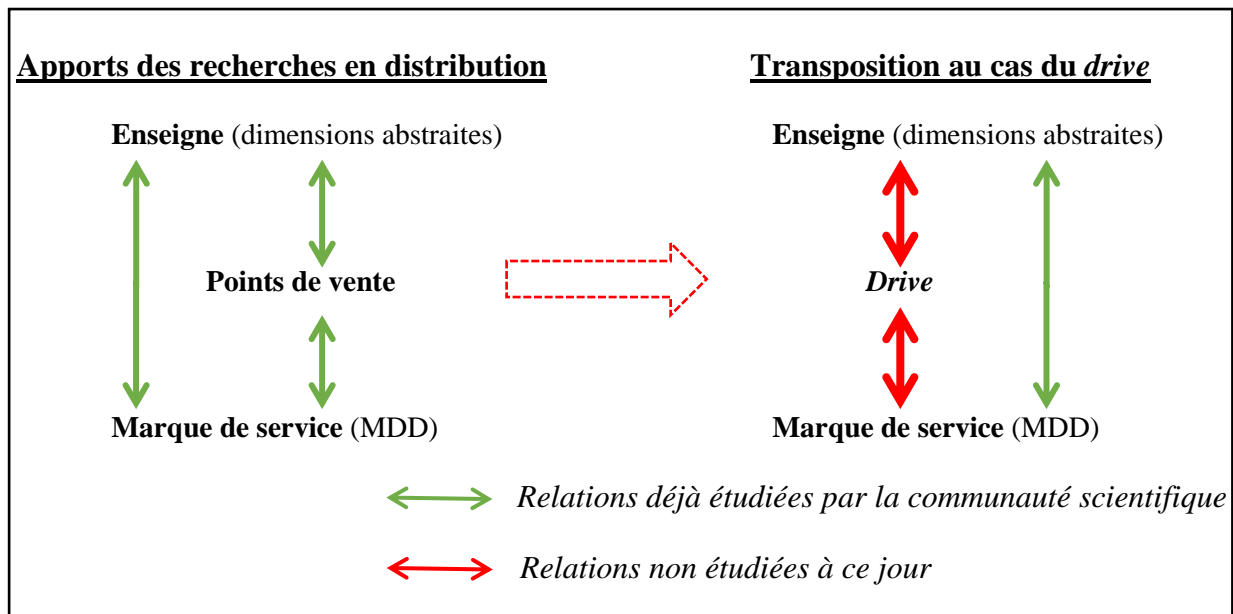 Apports des recherches en distribution
Enseigne (dimensions abstraites)
Points de vente
Marque de service (MDD)
Transposition au cas du drive
Enseigne (dimensions abstraites)
Drive
Marque de service (MDD)
Relations déjà étudiées par la communauté scientifique
Relations non étudiées à ce jour